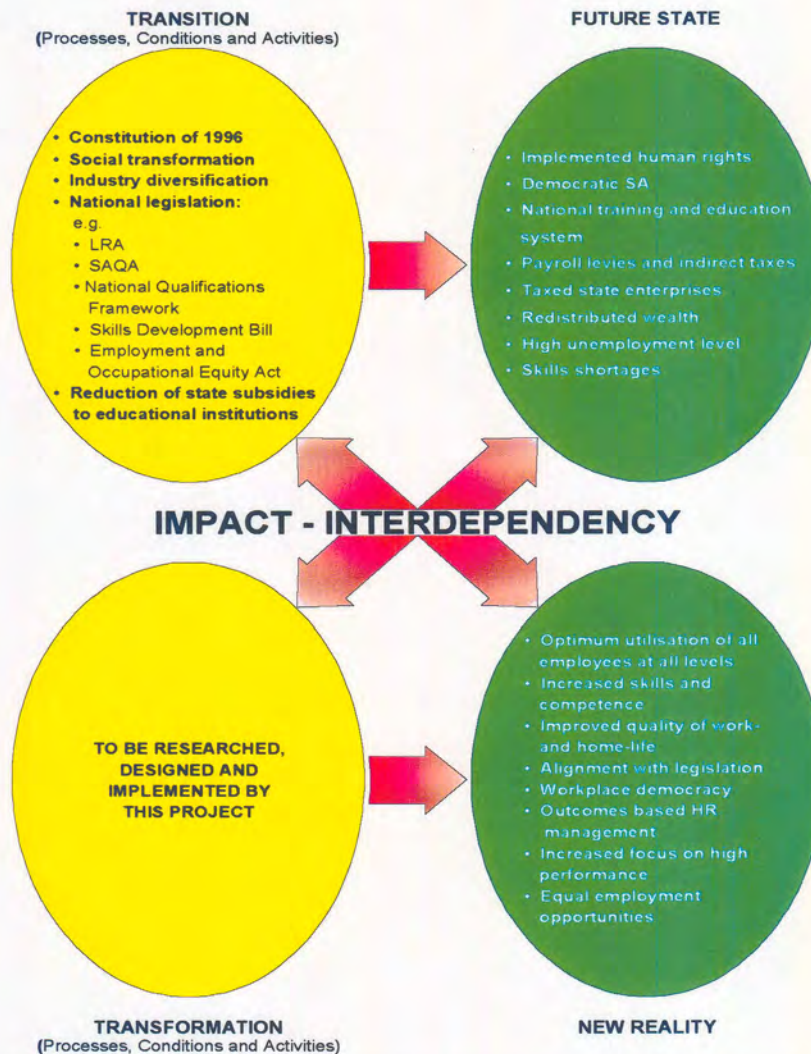 TRANSITION
(Processes, Conditions and Activities)
• Constitution of 1996
• Social transformation
• Industry diversification
• National legislation:
e.g.
• LRA
• SAQA
• National Qualifications
Framework
• Skills Development Bill
• Employment and
Occupational Equity Act
• Reduction of state subsidies
to educational institutions
FUTURE STATE
• Implemented human rights
• Democratic SA
• National training and education
system
• Payroll levies and indirect taxes
• Taxed state enterprises
• Redistributed wealth
• High unemployment level
• Skills shortages
IMPACT - INTERDEPENDENCY
TO BE RESEARCHED,
DESIGNED AND
IMPLEMENTED BY
THIS PROJECT
TRANSFORMATION
(Processes, Conditions and Activities)
• Optimum utilisation of all
employees at all levels
• Increased skills and
competence
• Improved quality of work-
and home-life
• Alignment with legislation
• Workplace democracy
• Outcomes based HR
management
• Increased focus on high
performance
• Equal employment
opportunities
NEW REALITY